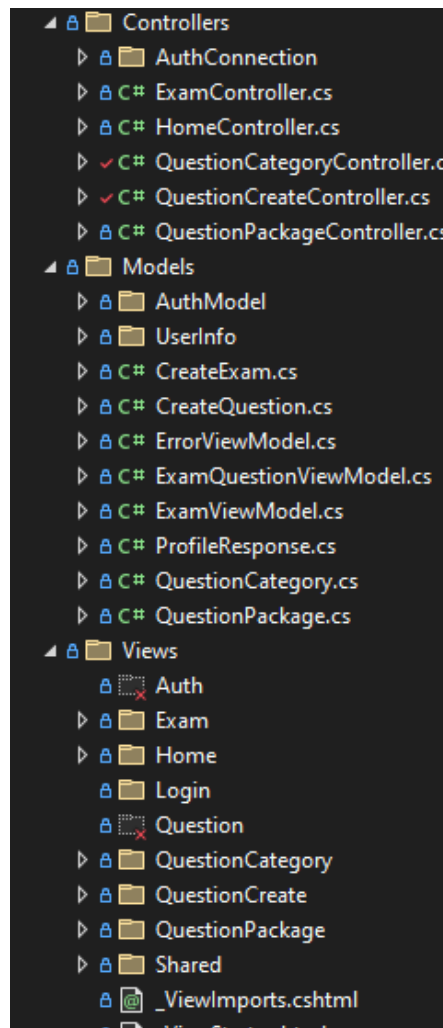 Controllers
AuthConnection
C# ExamController.cs
C# HomeController.cs
C# QuestionCategoryController.c
C# QuestionCreateController.cs
C# QuestionPackageController.cs
Models
AuthModel
UserInfo
C# CreateExam.cs
C# CreateQuestion.cs
C# ErrorViewModel.cs
C# ExamQuestionViewModel.cs
C# ExamViewModel.cs
C# ProfileResponse.cs
C# QuestionCategory.cs
C# QuestionPackage.cs
Views
Auth
Exam
Home
Login
Question
QuestionCategory
QuestionCreate
QuestionPackage
Shared
_ViewImports.cshtml